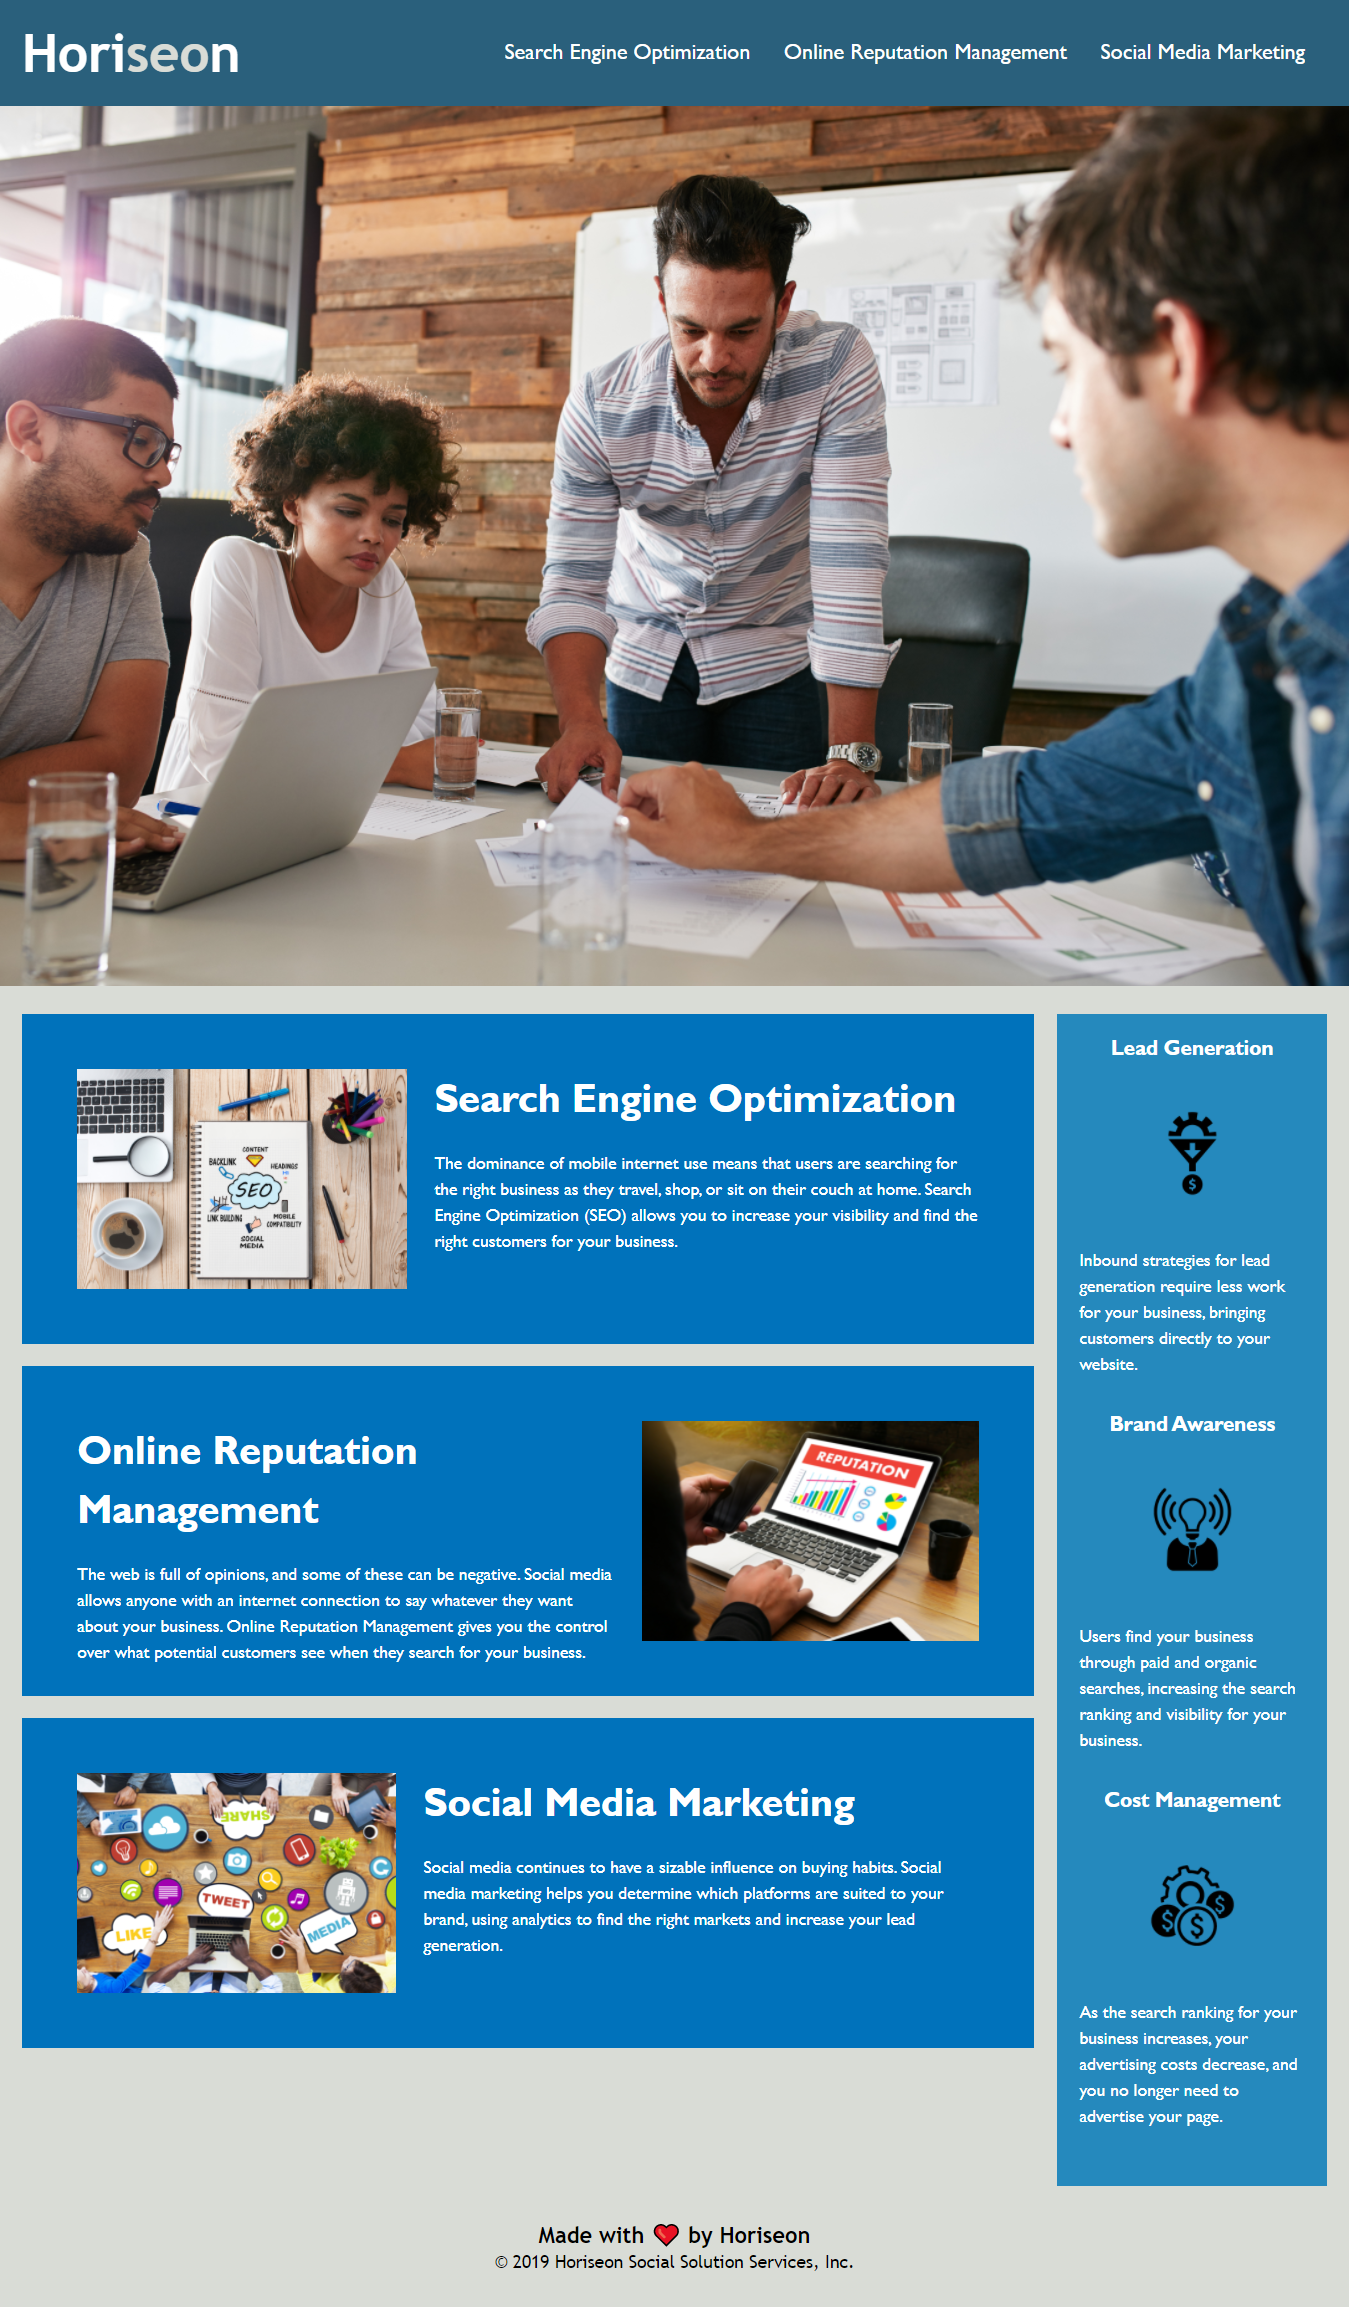 Horiseon
Search Engine Optimization
Online Reputation Management
Social Media Marketing
CONTENT
BACKLINK
HEADINGS
SEO
LINK BUILDING
MOBILE
COMPATIBILITY
SOCIAL
MEDIA
Search Engine Optimization
The dominance of mobile internet use means that users are searching for
the right business as they travel, shop, or sit on their couch at home. Search
Engine Optimization (SEO) allows you to increase your visibility and find the
right customers for your business.
Online Reputation
Management
The web is full of opinions, and some of these can be negative. Social media
allows anyone with an internet connection to say whatever they want
about your business. Online Reputation Management gives you the control
over what potential customers see when they search for your business.
REPUTATION
SHARE
TWEET
LIKE
MEDIA
Social Media Marketing
Social media continues to have a sizable influence on buying habits. Social
media marketing helps you determine which platforms are suited to your
brand, using analytics to find the right markets and increase your lead
generation.
Lead Generation
$
Inbound strategies for lead
generation require less work
for your business, bringing
customers directly to your
website.
Brand Awareness
Users find your business
through paid and organic
searches, increasing the search
ranking and visibility for your
business.
Cost Management
$ $ $
As the search ranking for your
business increases, your
advertising costs decrease, and
you no longer need to
advertise your page.
Made with ❤️ by Horiseon
© 2019 Horiseon Social Solution Services, Inc.